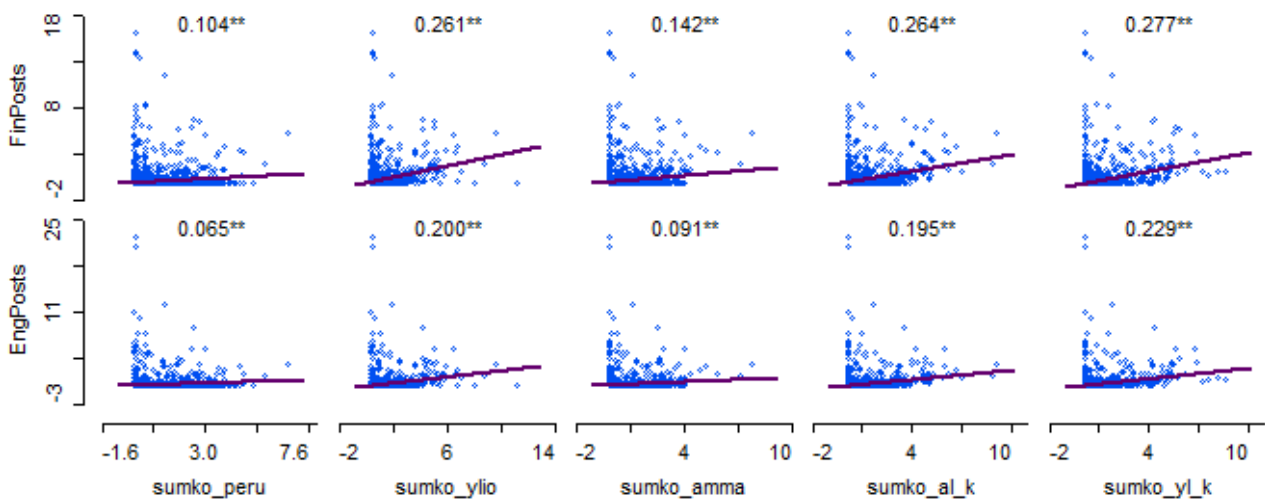 18 0.104** 0.261** 0.142** 0.264** 0.277**
FinPosts
8
-2
25 0.065** 0.200** 0.091** 0.195** 0.229**
EngPosts
11
-3
-1.6 3.0 7.6 -2 6 14 -2 4 10 -2 4 10 -2 4 10
sumko_peru sumko_ylio sumko_amma sumko_al_k sumko_yl_k